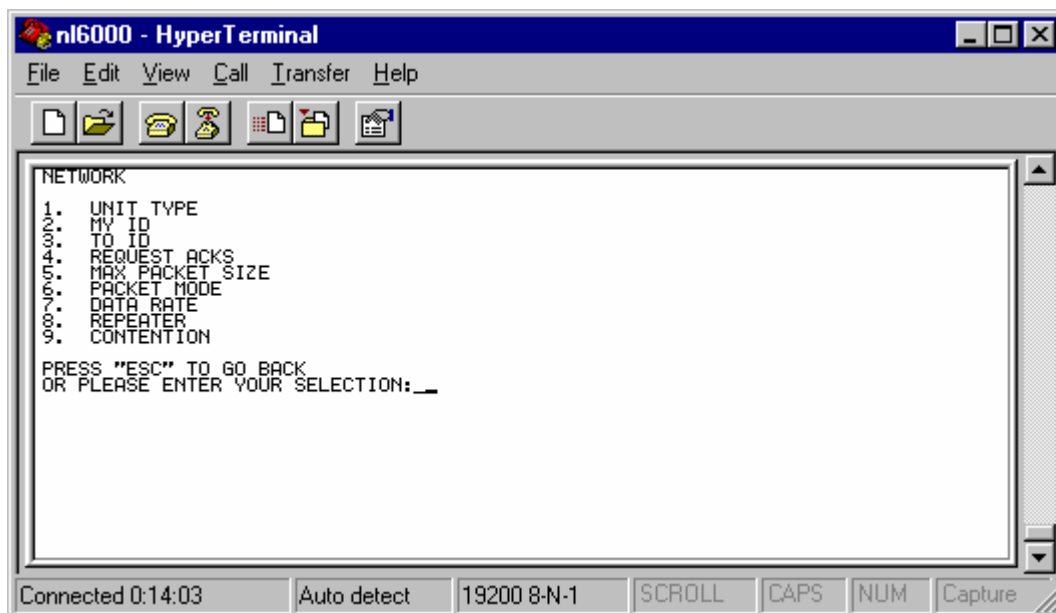 nl6000 - HyperTerminal
File Edit View Call Transfer Help
NETWORK
1. UNIT TYPE
2. MY ID
3. TO ID
4. REQUEST ACKS
5. MAX PACKET SIZE
6. PACKET MODE
7. DATA RATE
8. REPEATER
9. CONTENTION
PRESS "ESC" TO GO BACK
OR PLEASE ENTER YOUR SELECTION:_
Connected 0:14:03 Auto detect 19200 8-N-1 SCROLL CAPS NUM Capture